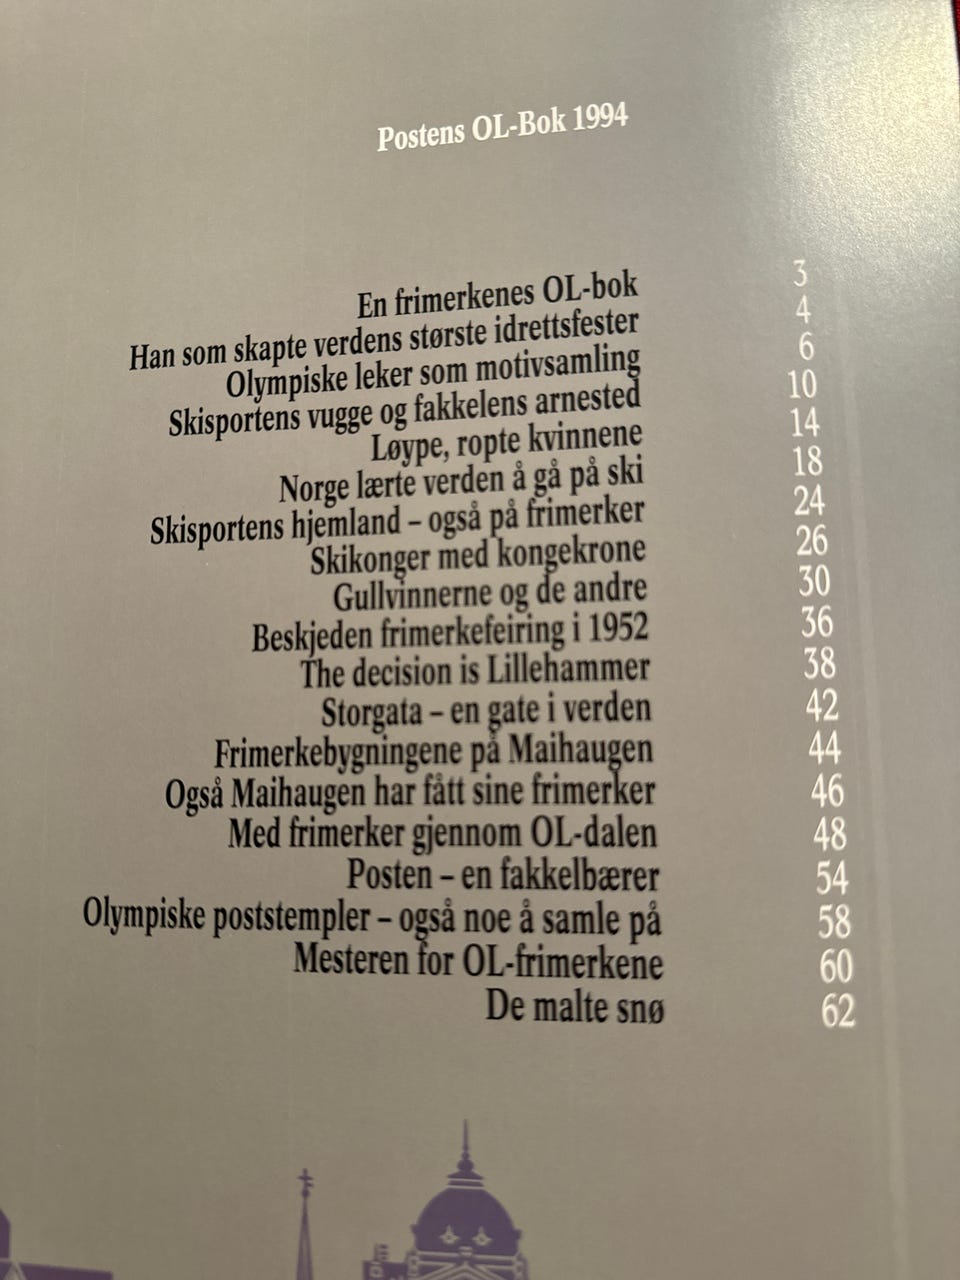 Postens OL-Bok 1994
En frimerkenes OL-bok 3
Han som skapte verdens største idrettsfester 4
Olympiske leker som motivsamling 6
Skisportens vugge og fakkelens arnested 10
Løype, ropte kvinnene 14
Norge lærte verden å gå på ski 18
Skisportens hjemland – også på frimerker 24
Skikonger med kongekrone 26
Gullvinnerne og de andre 30
Beskjeden frimerkefeiring i 1952 36
The decision is Lillehammer 38
Storgata – en gate i verden 42
Frimerkebygningene på Maihaugen 44
Også Maihaugen har fått sine frimerker 46
Med frimerker gjennom OL-dalen 48
Posten – en fakkelbærer 54
Olympiske poststempler – også noe å samle på 58
Mesteren for OL-frimerkene 60
De malte snø 62